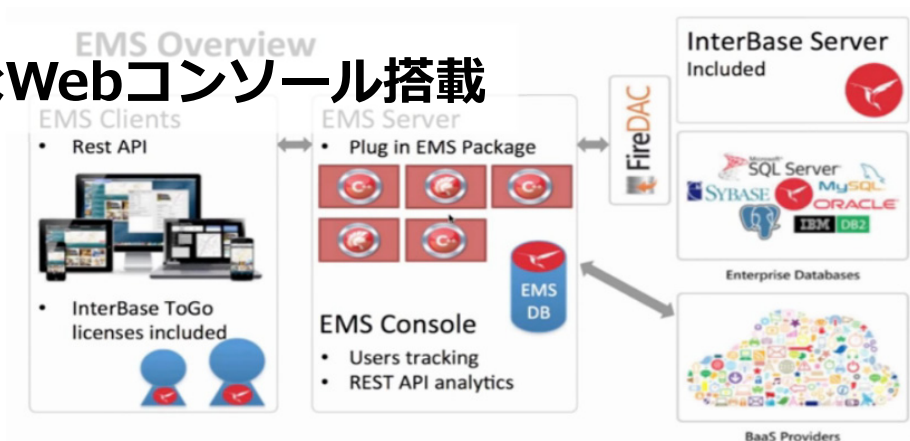 EMS Overview
Webコンソール搭載
EMS Clients
• Rest API
• InterBase ToGo
licenses included
EMS Server
• Plug in EMS Package
EMS
DB
EMS Console
• Users tracking
• REST API analytics
FireDAC
InterBase Server
Included
Microsoft
SQL Server
SYBASE
MySQL
ORACLE
IBM DB2
Enterprise Databases
BaaS Providers